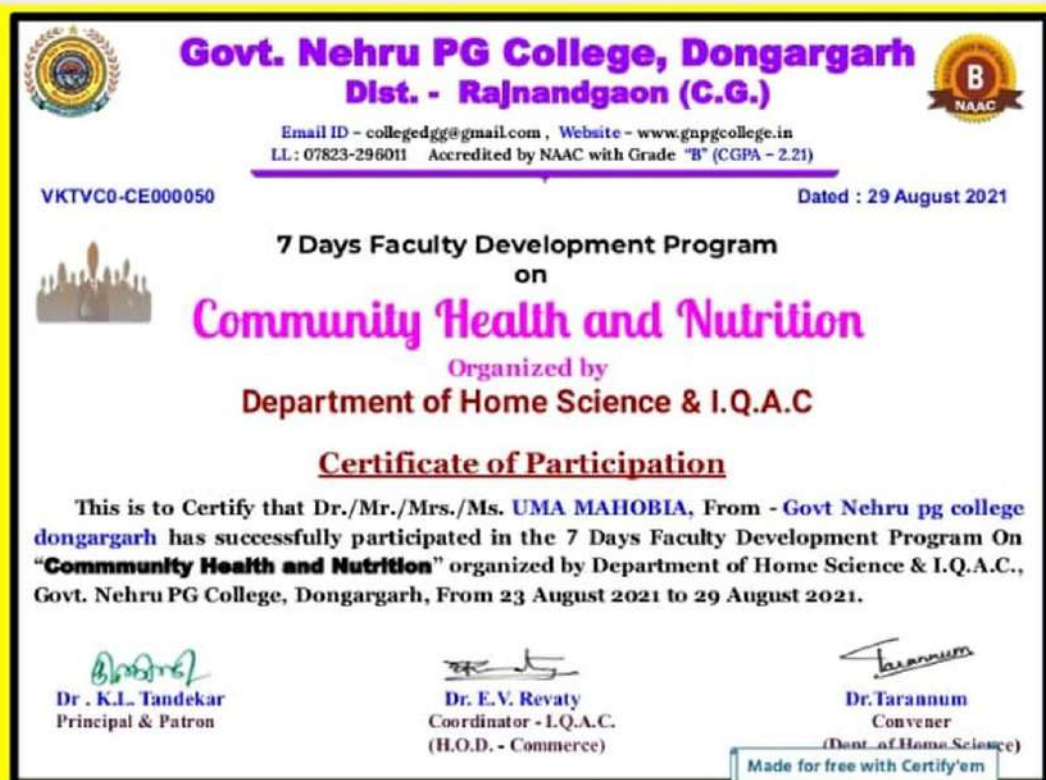 Govt. Nehru PG College, Dongargarh
Dist. - Rajnandgaon (C.G.)
B
NAAC
Email ID - collegedgg@gmail.com , Website - www.gnpgcollege.in
LL: 07823-296011 Accredited by NAAC with Grade "B" (CGPA - 2.21)
VKTVC0-CE000050
Dated : 29 August 2021
7 Days Faculty Development Program
on
Community Health and Nutrition
Organized by
Department of Home Science & I.Q.A.C
Certificate of Participation
This is to Certify that Dr./Mr./Mrs./Ms. UMA MAHOBIA, From - Govt Nehru pg college
dongargarh has successfully participated in the 7 Days Faculty Development Program On
"Commmunity Health and Nutrition" organized by Department of Home Science & I.Q.A.C.,
Govt. Nehru PG College, Dongargarh, From 23 August 2021 to 29 August 2021.
Tarannum
Dr . K.L. Tandekar
Principal & Patron
Dr. E.V. Revaty
Coordinator - I.Q.A.C.
(H.O.D. - Commerce)
Dr.Tarannum
Convener
(Dept. of Home Science)
Made for free with Certify'em